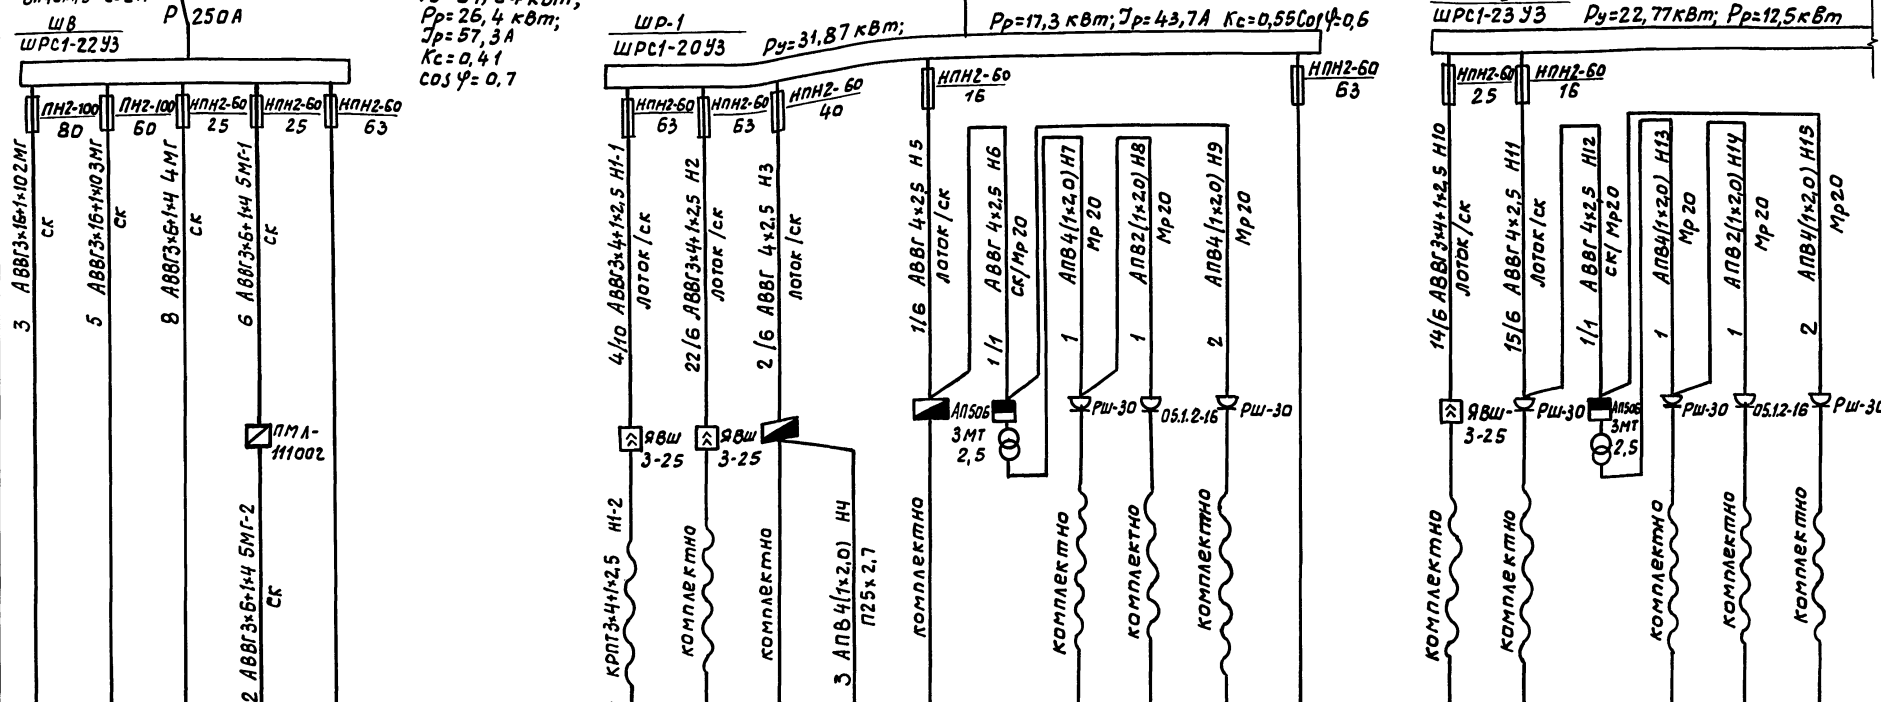 ШВ
ШРС1-22У3
Р 250А
Рр=26,4 кВт;
Jр=57,3А
Кс=0,41
cosφ=0,7
ПН2-100
80
ПН2-100
60
НПН2-60
25
НПН2-60
25
НПН2-60
63
3 АВВГ3×16+1×10 2МГ
СК
5 АВВГ3×16+1×10 3МГ
СК
8 АВВГ3×6+1×4 4МГ
СК
6 АВВГ3×6+1×4 5МГ-1
СК
ПМЛ-
111002
2 АВВГ3×6+1×4 5МГ-2
СК
ШР-1
ШРС1-20У3
Ру=31,87 кВт;
Рр=17,3 кВт; Jр=43,7А Кс=0,55 Cosφ=0,6
НПН2-60
63
НПН2-60
63
НПН2-60
40
НПН2-60
16
НПН2-60
63
4/10 АВВГ3×4+1×2,5 Н1-1
ЛОТОК/СК
22/6 АВВГ3×4+1×2,5 Н2
ЛОТОК/СК
2/6 АВВГ 4×2.5 Н3
ЛОТОК/СК
1/6 АВВГ 4×2,5 Н5
ЛОТОК/СК
1/1 АВВГ 4×2,5 Н6
СК/Мр20
1 АПВ4(1×2,0) Н7
Мр20
1 АПВ2(1×2,0) Н8
Мр20
2 АПВ4(1×2,0) Н9
Мр20
ЯВШ
3-25
ЯВШ
3-25
АП50Б
3МТ
2,5
РШ-30
05.1.2-16
РШ-30
КРПТ3×4+1×2,5 Н1-2
комплектно
комплектно
3 АПВ4(1×2,0) Н4
П25×2,7
комплектно
комплектно
комплектно
комплектно
ШРС1-23У3
Ру=22,77кВт; Рр=12,5кВт
НПН2-60
25
НПН2-60
16
14/6 АВВГ3×4+1×2,5 Н10
ЛОТОК/СК
15/6 АВВГ 4×2,5 Н11
ЛОТОК/СК
1/1 АВВГ 4×2,5 Н12
СК/Мр20
1 АПВ4(1×2,0) Н13
Мр20
1 АПВ2(1×2,0) Н14
Мр20
2 АПВ4(1×2,0) Н15
Мр20
ЯВШ-
3-25
РШ-30
АП50Б
3МТ
2,5
РШ-30
05.1.2-16
РШ-30
комплектно
комплектно
комплектно
комплектно
комплектно